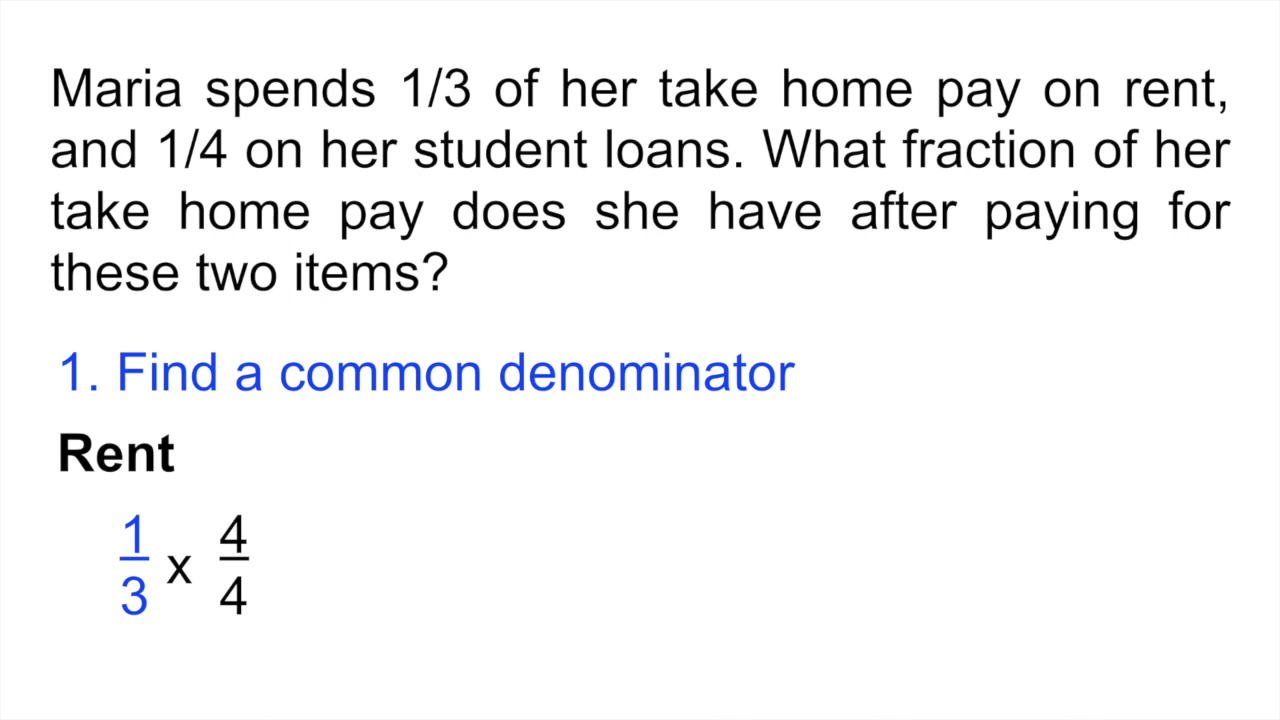 Maria spends 1/3 of her take home pay on rent,
and 1/4 on her student loans. What fraction of her
take home pay does she have after paying for
these two items?
1. Find a common denominator
Rent
1/3 x 4/4